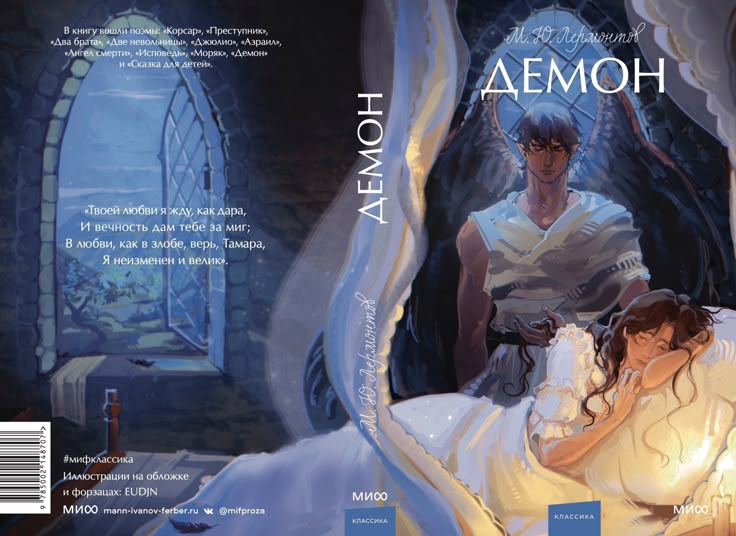 В книгу вошли поэмы: «Корсар», «Преступник»,
«Два брата», «Две невольницы», «Джюлио», «Азраил»,
«Ангел смерти», «Исповедь», «Моряк», «Демон»
и «Сказка для детей».
«Твоей любви я жду, как дара,
И вечность дам тебе за миг;
В любви, как в злобе, верь, Тамара,
Я неизменен и велик».
9 785002 148707 >
#мифклассика
Иллюстрации на обложке
и форзацах: EUDJN
МИФ mann-ivanov-ferber.ru @mifproza
ДЕМОН
М. Ю. Лермонтов
МИФ
КЛАССИКА
М. Ю. Лермонтов
ДЕМОН
КЛАССИКА
МИФ